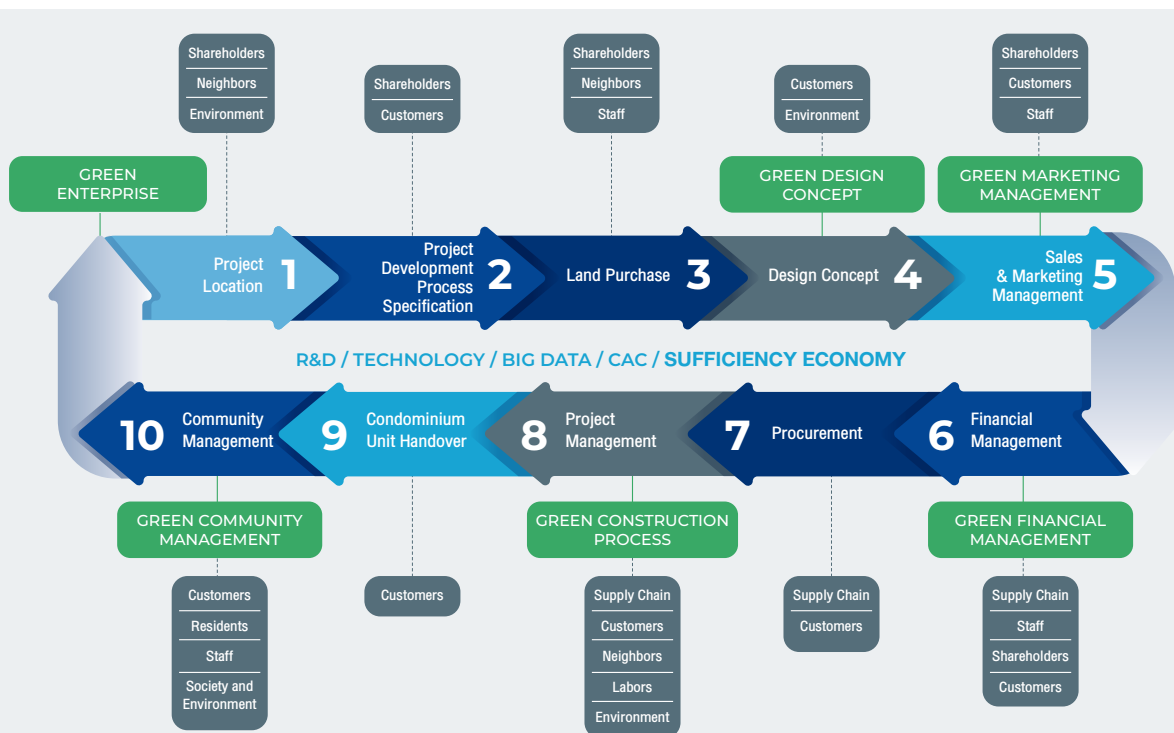 Shareholders
Neighbors
Environment
Shareholders
Customers
Shareholders
Neighbors
Staff
Customers
Environment
Shareholders
Customers
Staff
GREEN
ENTERPRISE
GREEN DESIGN
CONCEPT
GREEN MARKETING
MANAGEMENT
Project
Location
1
Project
Development
Process
Specification
2
Land Purchase
3
Design Concept
4
Sales
& Marketing
Management
5
R&D / TECHNOLOGY / BIG DATA / CAC / SUFFICIENCY ECONOMY
10
Community
Management
9
Condominium
Unit Handover
8
Project
Management
7
Procurement
6
Financial
Management
GREEN COMMUNITY
MANAGEMENT
GREEN CONSTRUCTION
PROCESS
GREEN FINANCIAL
MANAGEMENT
Customers
Residents
Staff
Society and
Environment
Customers
Supply Chain
Customers
Neighbors
Labors
Environment
Supply Chain
Customers
Supply Chain
Staff
Shareholders
Customers